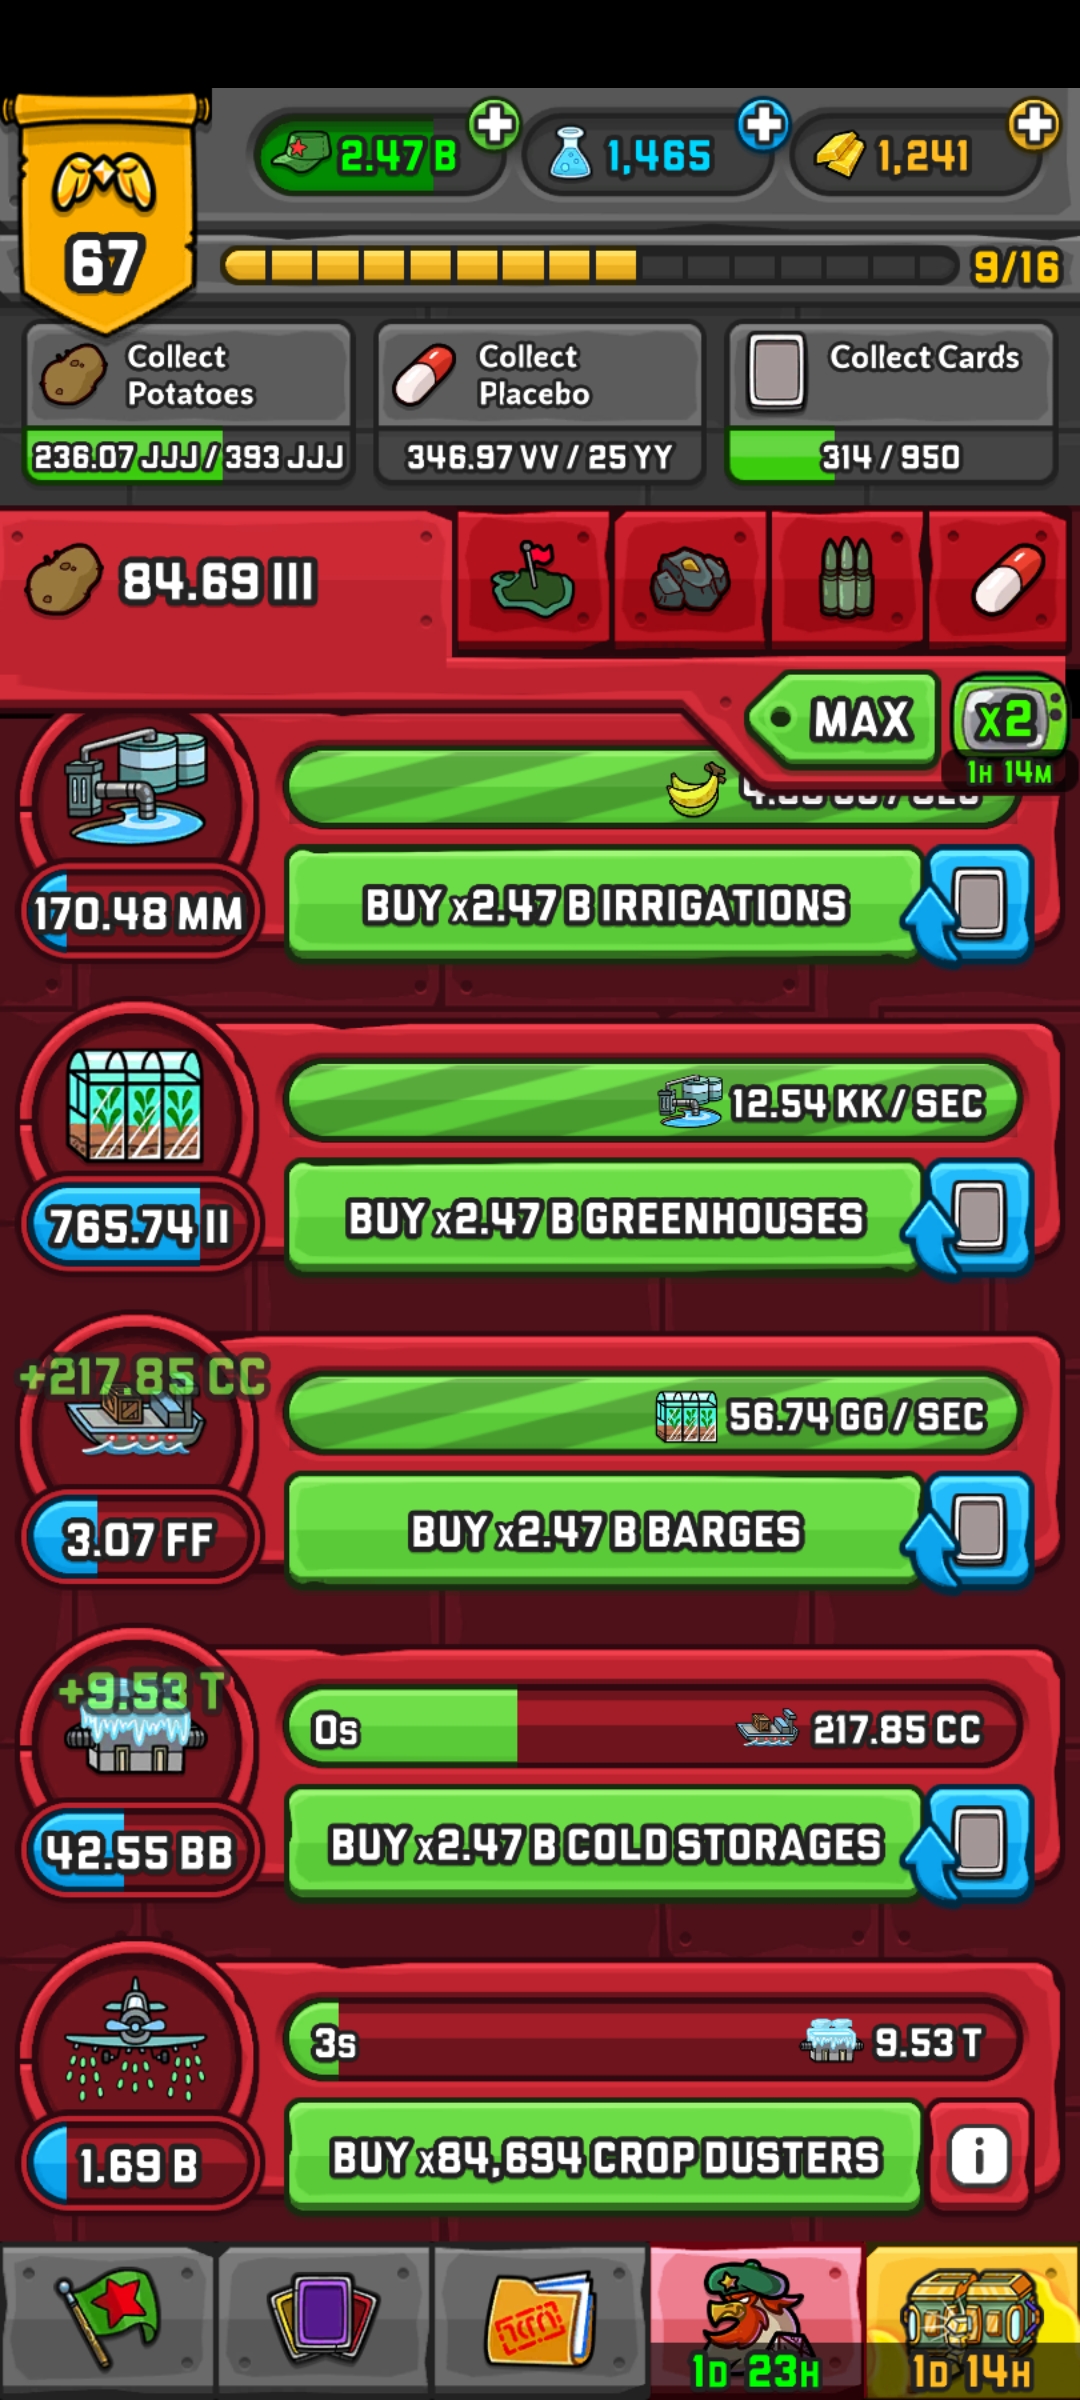 2.47 B
1,465
1,241
67
9/16
Collect
Potatoes
236.07 JJJ / 393 JJJ
Collect
Placebo
346.97 VV / 25 YY
Collect Cards
314 / 950
84.69 III
MAX
x2
1H 14M
170.48 MM
BUY x2.47 B IRRIGATIONS
12.54 KK / SEC
765.74 II
BUY x2.47 B GREENHOUSES
+217.85 CC
56.74 GG / SEC
3.07 FF
BUY x2.47 B BARGES
+9.53 T
0s
217.85 CC
42.55 BB
BUY x2.47 B COLD STORAGES
3s
9.53 T
1.69 B
BUY x84,694 CROP DUSTERS
i
1D 23H
1D 14H